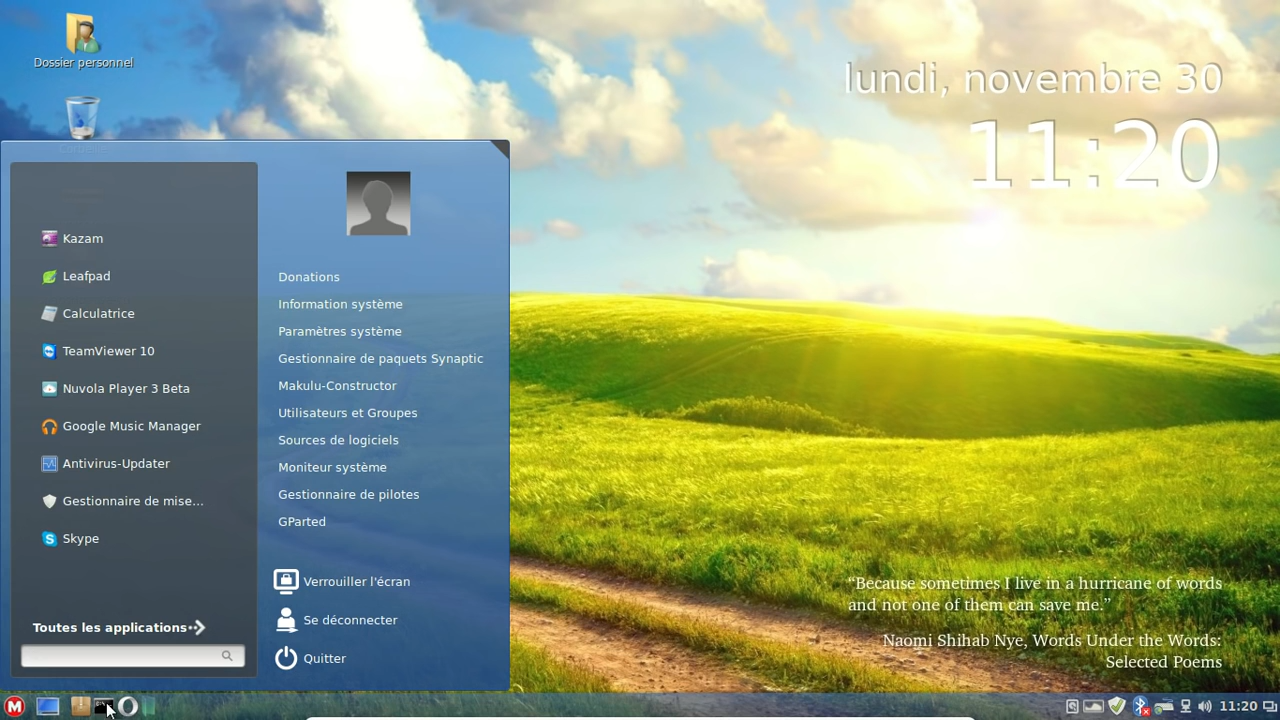 Dossier personnel
lundi, novembre 30
11:20
Kazam
Leafpad
Calculatrice
TeamViewer 10
Nuvola Player 3 Beta
Google Music Manager
Antivirus-Updater
Gestionnaire de mise...
Skype
Toutes les applications
Donations
Information système
Paramètres système
Gestionnaire de paquets Synaptic
Makulu-Constructor
Utilisateurs et Groupes
Sources de logiciels
Moniteur système
Gestionnaire de pilotes
GParted
Verrouiller l'écran
Se déconnecter
Quitter
“Because sometimes I live in a hurricane of words
and not one of them can save me.”
Naomi Shihab Nye, Words Under the Words:
Selected Poems
11:20